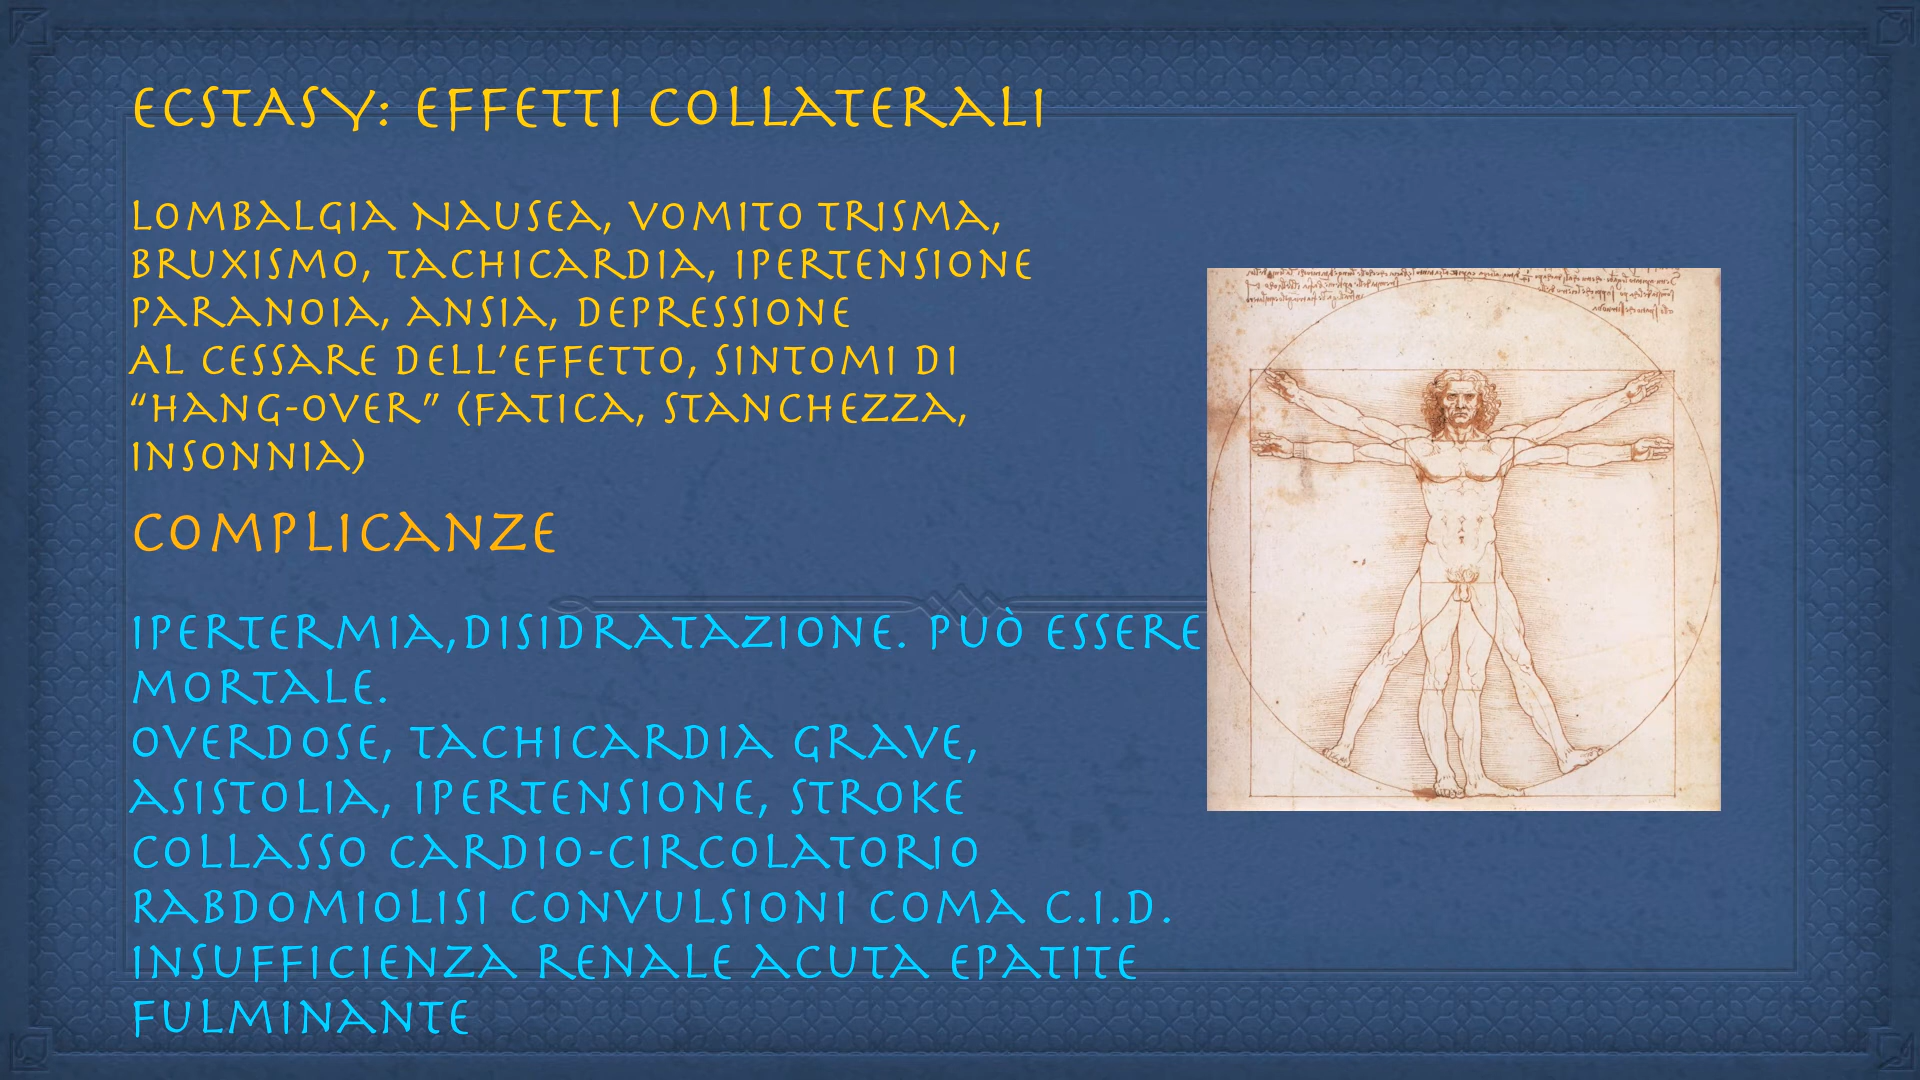 ECSTASY: EFFETTI COLLATERALI
LOMBALGIA NAUSEA, VOMITO TRISMA,
BRUXISMO, TACHICARDIA, IPERTENSIONE
PARANOIA, ANSIA, DEPRESSIONE
AL CESSARE DELL’EFFETTO, SINTOMI DI
“HANG-OVER” (FATICA, STANCHEZZA,
INSONNIA)
COMPLICANZE
IPERTERMIA,DISIDRATAZIONE. PUÒ ESSERE
MORTALE.
OVERDOSE, TACHICARDIA GRAVE,
ASISTOLIA, IPERTENSIONE, STROKE
COLLASSO CARDIO-CIRCOLATORIO
RABDOMIOLISI CONVULSIONI COMA C.I.D.
INSUFFICIENZA RENALE ACUTA EPATITE
FULMINANTE